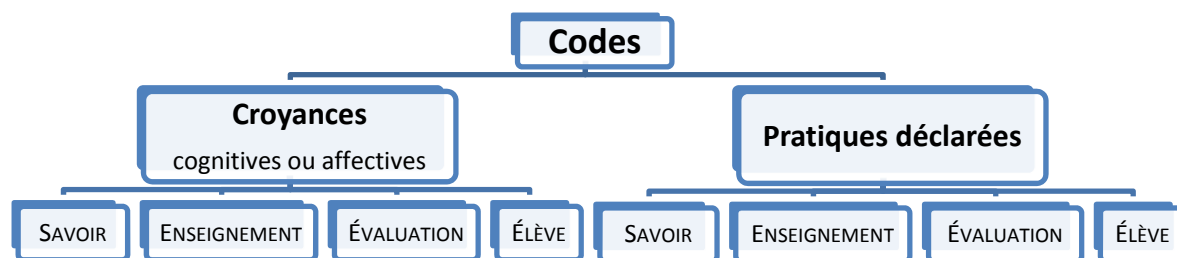 Codes
Croyances
cognitives ou affectives
Pratiques déclarées
SAVOIR
ENSEIGNEMENT
ÉVALUATION
ÉLÈVE
SAVOIR
ENSEIGNEMENT
ÉVALUATION
ÉLÈVE